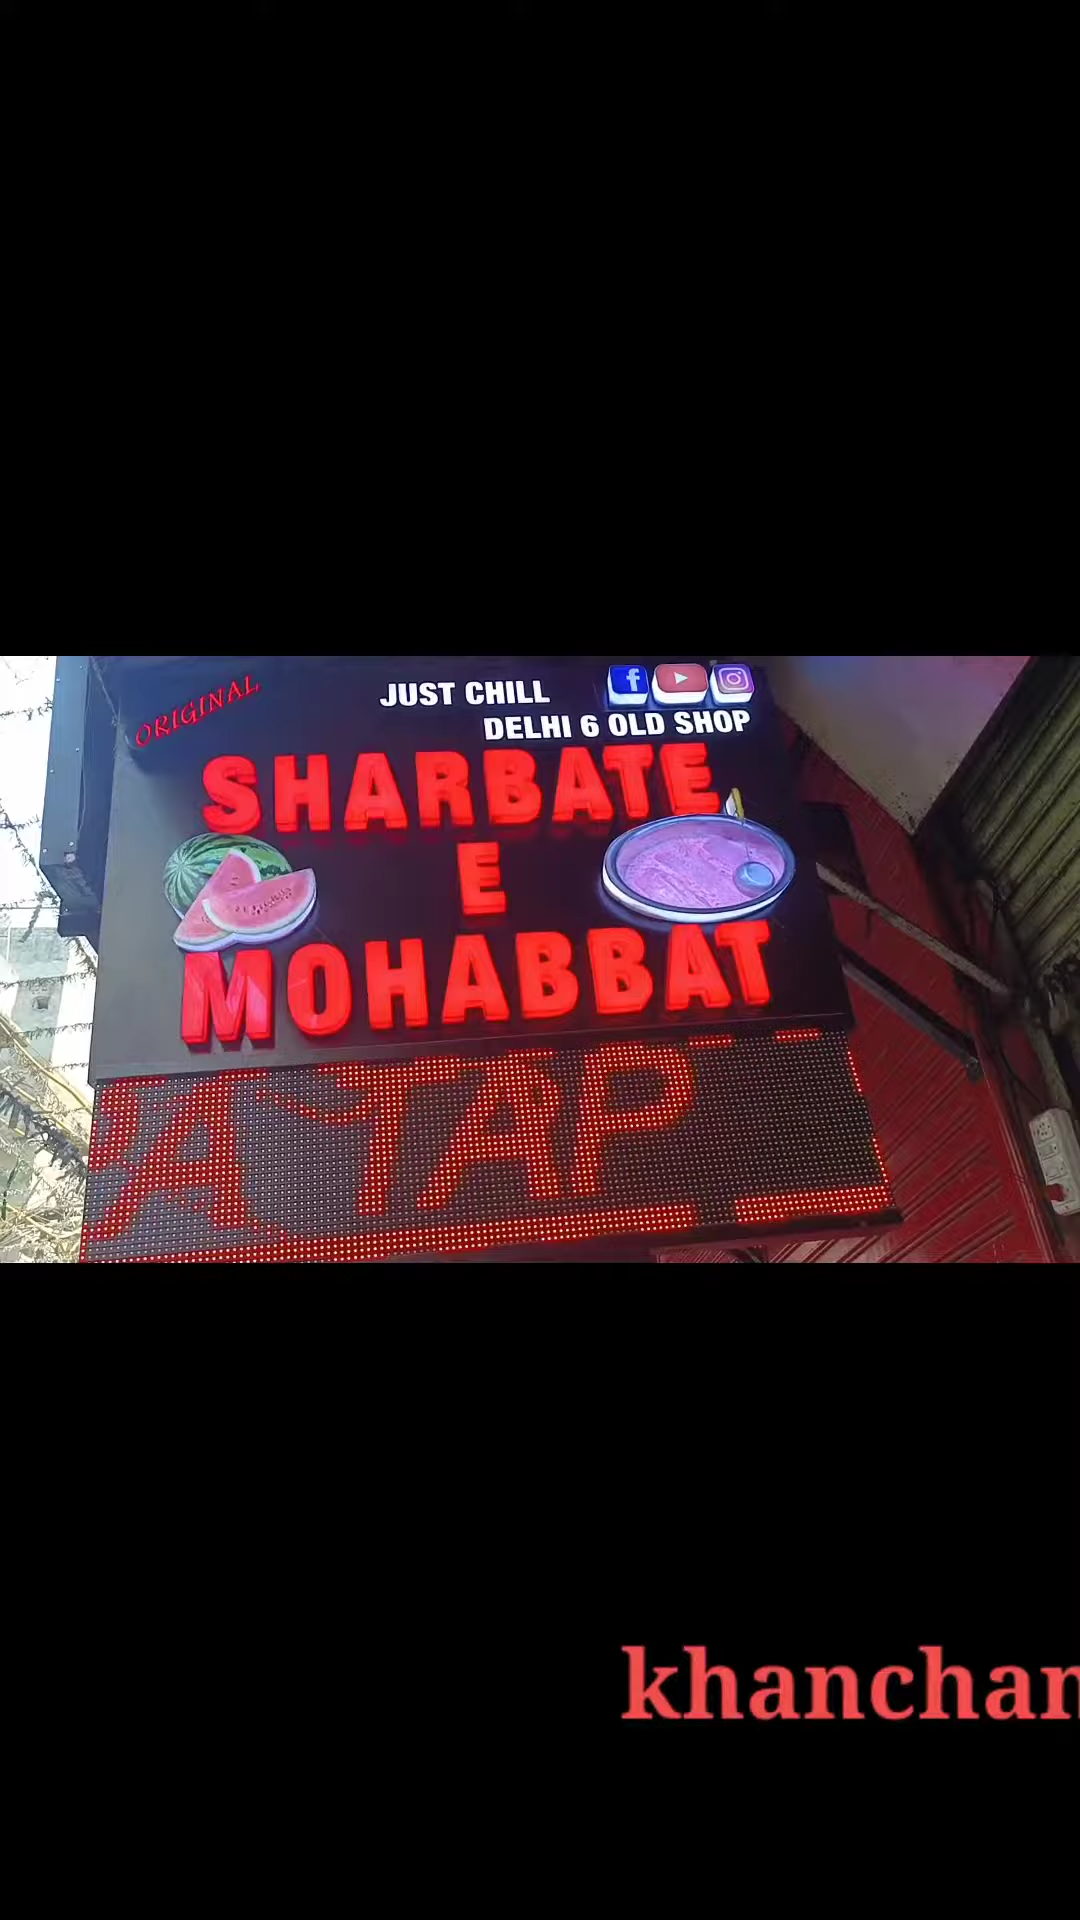 ORIGINAL
JUST CHILL
DELHI 6 OLD SHOP
SHARBATE
E
MOHABBAT
TAP
khanchan